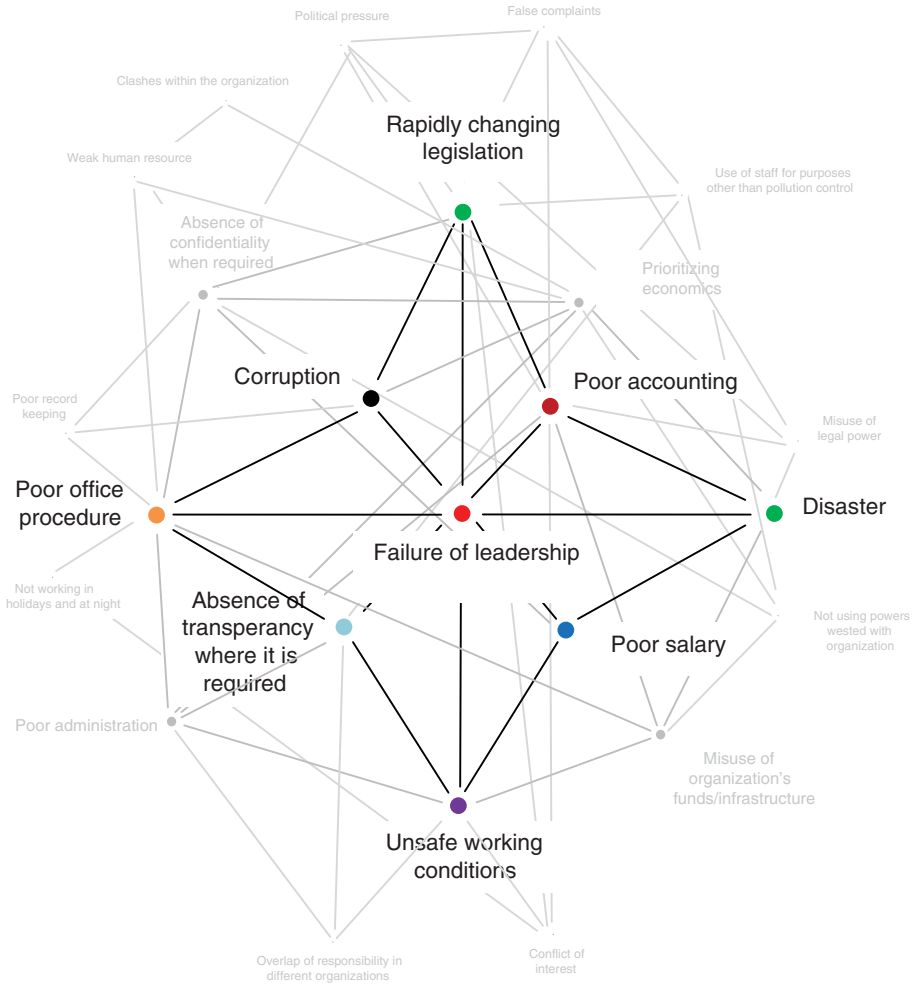 False complaints
Political pressure
Clashes within the organization
Rapidly changing
legislation
Weak human resource
Use of staff for purposes
other than pollution control
Absence of
confidentiality
when required
Prioritizing
economics
Corruption
Poor accounting
Poor record
keeping
Misuse of
legal power
Poor office
procedure
Disaster
Failure of leadership
Not working in
holidays and at night
Absence of
transperancy
where it is
required
Not using powers
wested with
organization
Poor salary
Poor administration
Misuse of
organization's
funds/infrastructure
Unsafe working
conditions
Overlap of responsibility in
different organizations
Conflict of
interest